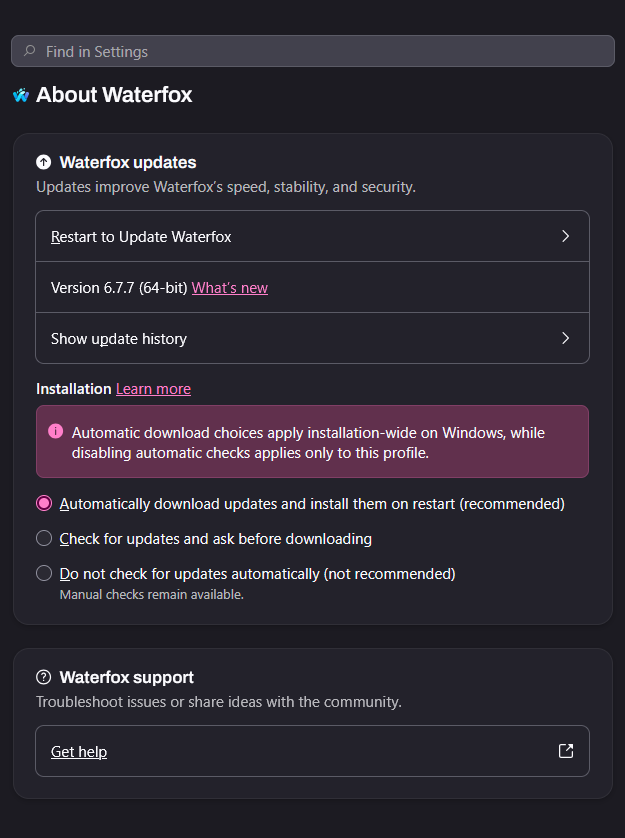 Find in Settings
About Waterfox
Waterfox updates
Updates improve Waterfox's speed, stability, and security.
Restart to Update Waterfox
Version 6.7.7 (64-bit) What's new
Show update history
Installation Learn more
Automatic download choices apply installation-wide on Windows, while
disabling automatic checks applies only to this profile.
Automatically download updates and install them on restart (recommended)
Check for updates and ask before downloading
Do not check for updates automatically (not recommended)
Manual checks remain available.
Waterfox support
Troubleshoot issues or share ideas with the community.
Get help